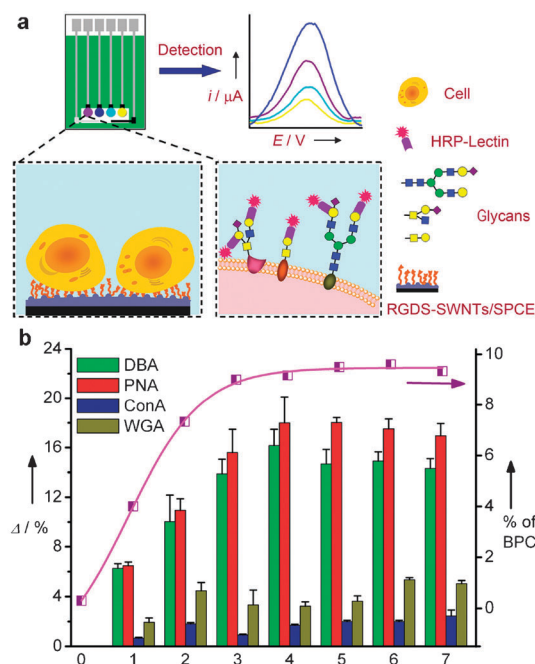 a
Detection
i / μA
E / V
Cell
HRP-Lectin
Glycans
RGDS-SWNTs/SPCE
b
24
20
16
12
8
4
0
Δ / %
DBA
PNA
ConA
WGA
10
8
6
4
2
0
% of
BPC
0 1 2 3 4 5 6 7